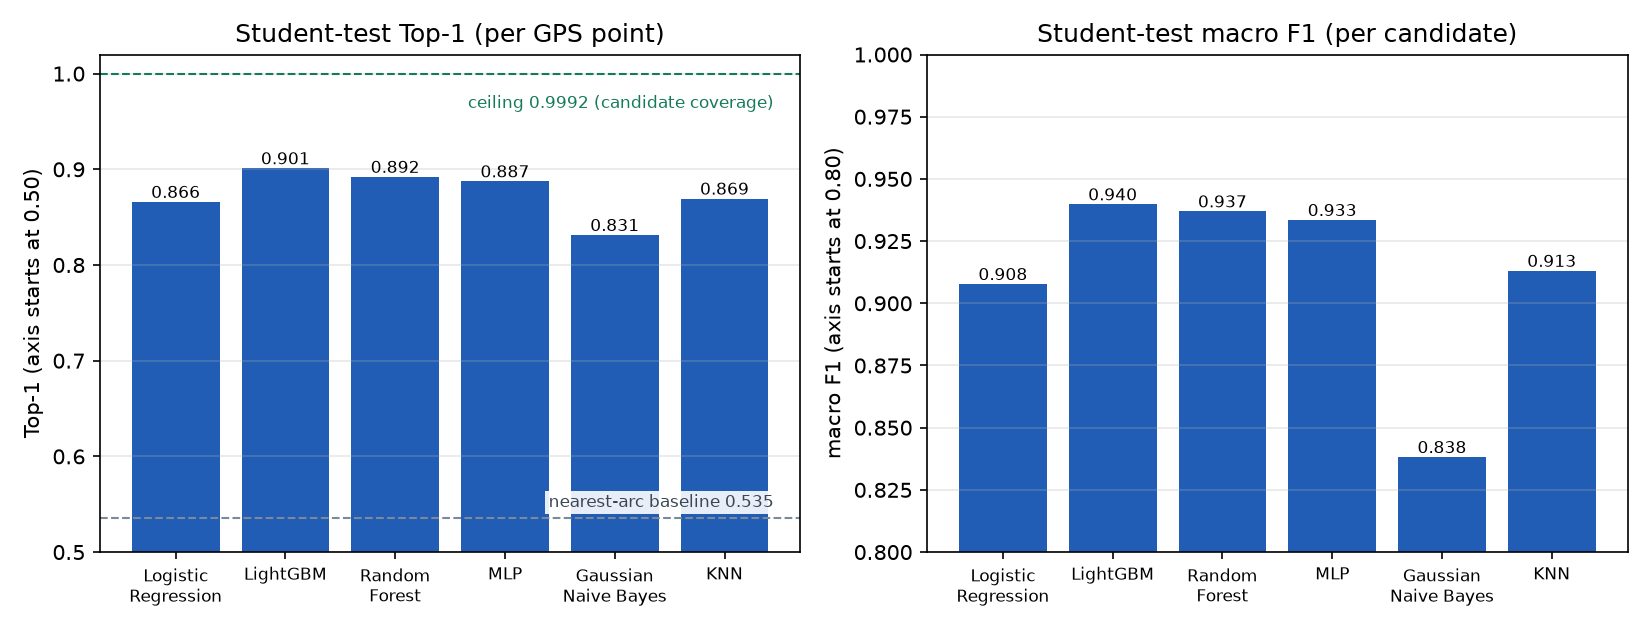 Student-test Top-1 (per GPS point)
Top-1 (axis starts at 0.50)
1.0
0.9
0.8
0.7
0.6
0.5
ceiling 0.9992 (candidate coverage)
0.866
0.901
0.892
0.887
0.831
0.869
nearest-arc baseline 0.535
Logistic
Regression
LightGBM
Random
Forest
MLP
Gaussian
Naive Bayes
KNN
Student-test macro F1 (per candidate)
macro F1 (axis starts at 0.80)
1.000
0.975
0.950
0.925
0.900
0.875
0.850
0.825
0.800
0.908
0.940
0.937
0.933
0.838
0.913
Logistic
Regression
LightGBM
Random
Forest
MLP
Gaussian
Naive Bayes
KNN